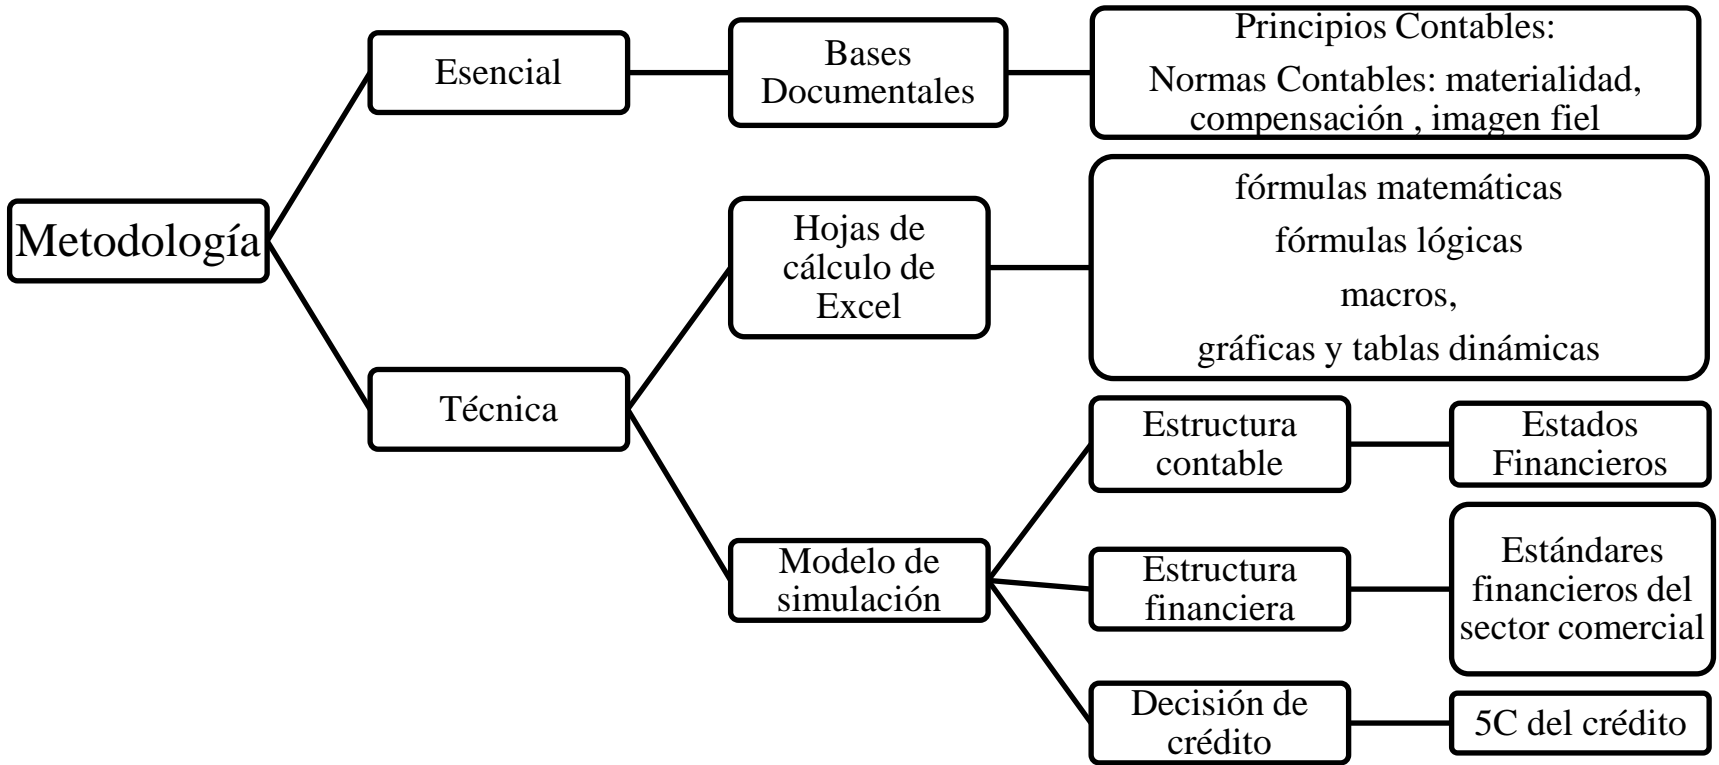 Metodología
Esencial
Bases
Documentales
Principios Contables:
Normas Contables: materialidad,
compensación , imagen fiel
Técnica
Hojas de
cálculo de
Excel
fórmulas matemáticas
fórmulas lógicas
macros,
gráficas y tablas dinámicas
Modelo de
simulación
Estructura
contable
Estados
Financieros
Estructura
financiera
Estándares
financieros del
sector comercial
Decisión de
crédito
5C del crédito